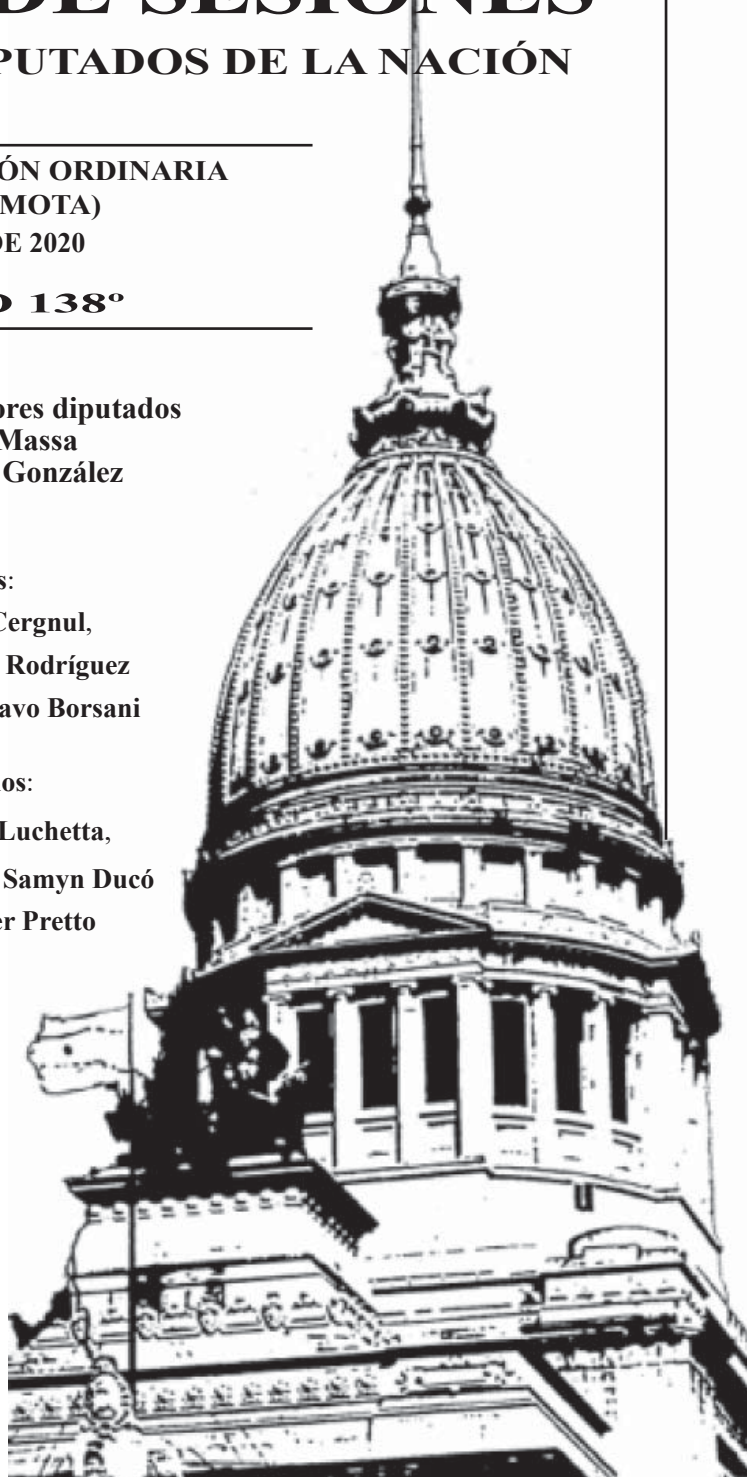 DE SESIONES
PUTADOS DE LA NACIÓN
ÓN ORDINARIA
MOTA)
DE 2020
O 138º
ores diputados
Massa
González
s:
Cergnul,
Rodríguez
avo Borsani
os:
Luchetta,
Samyn Ducó
er Pretto